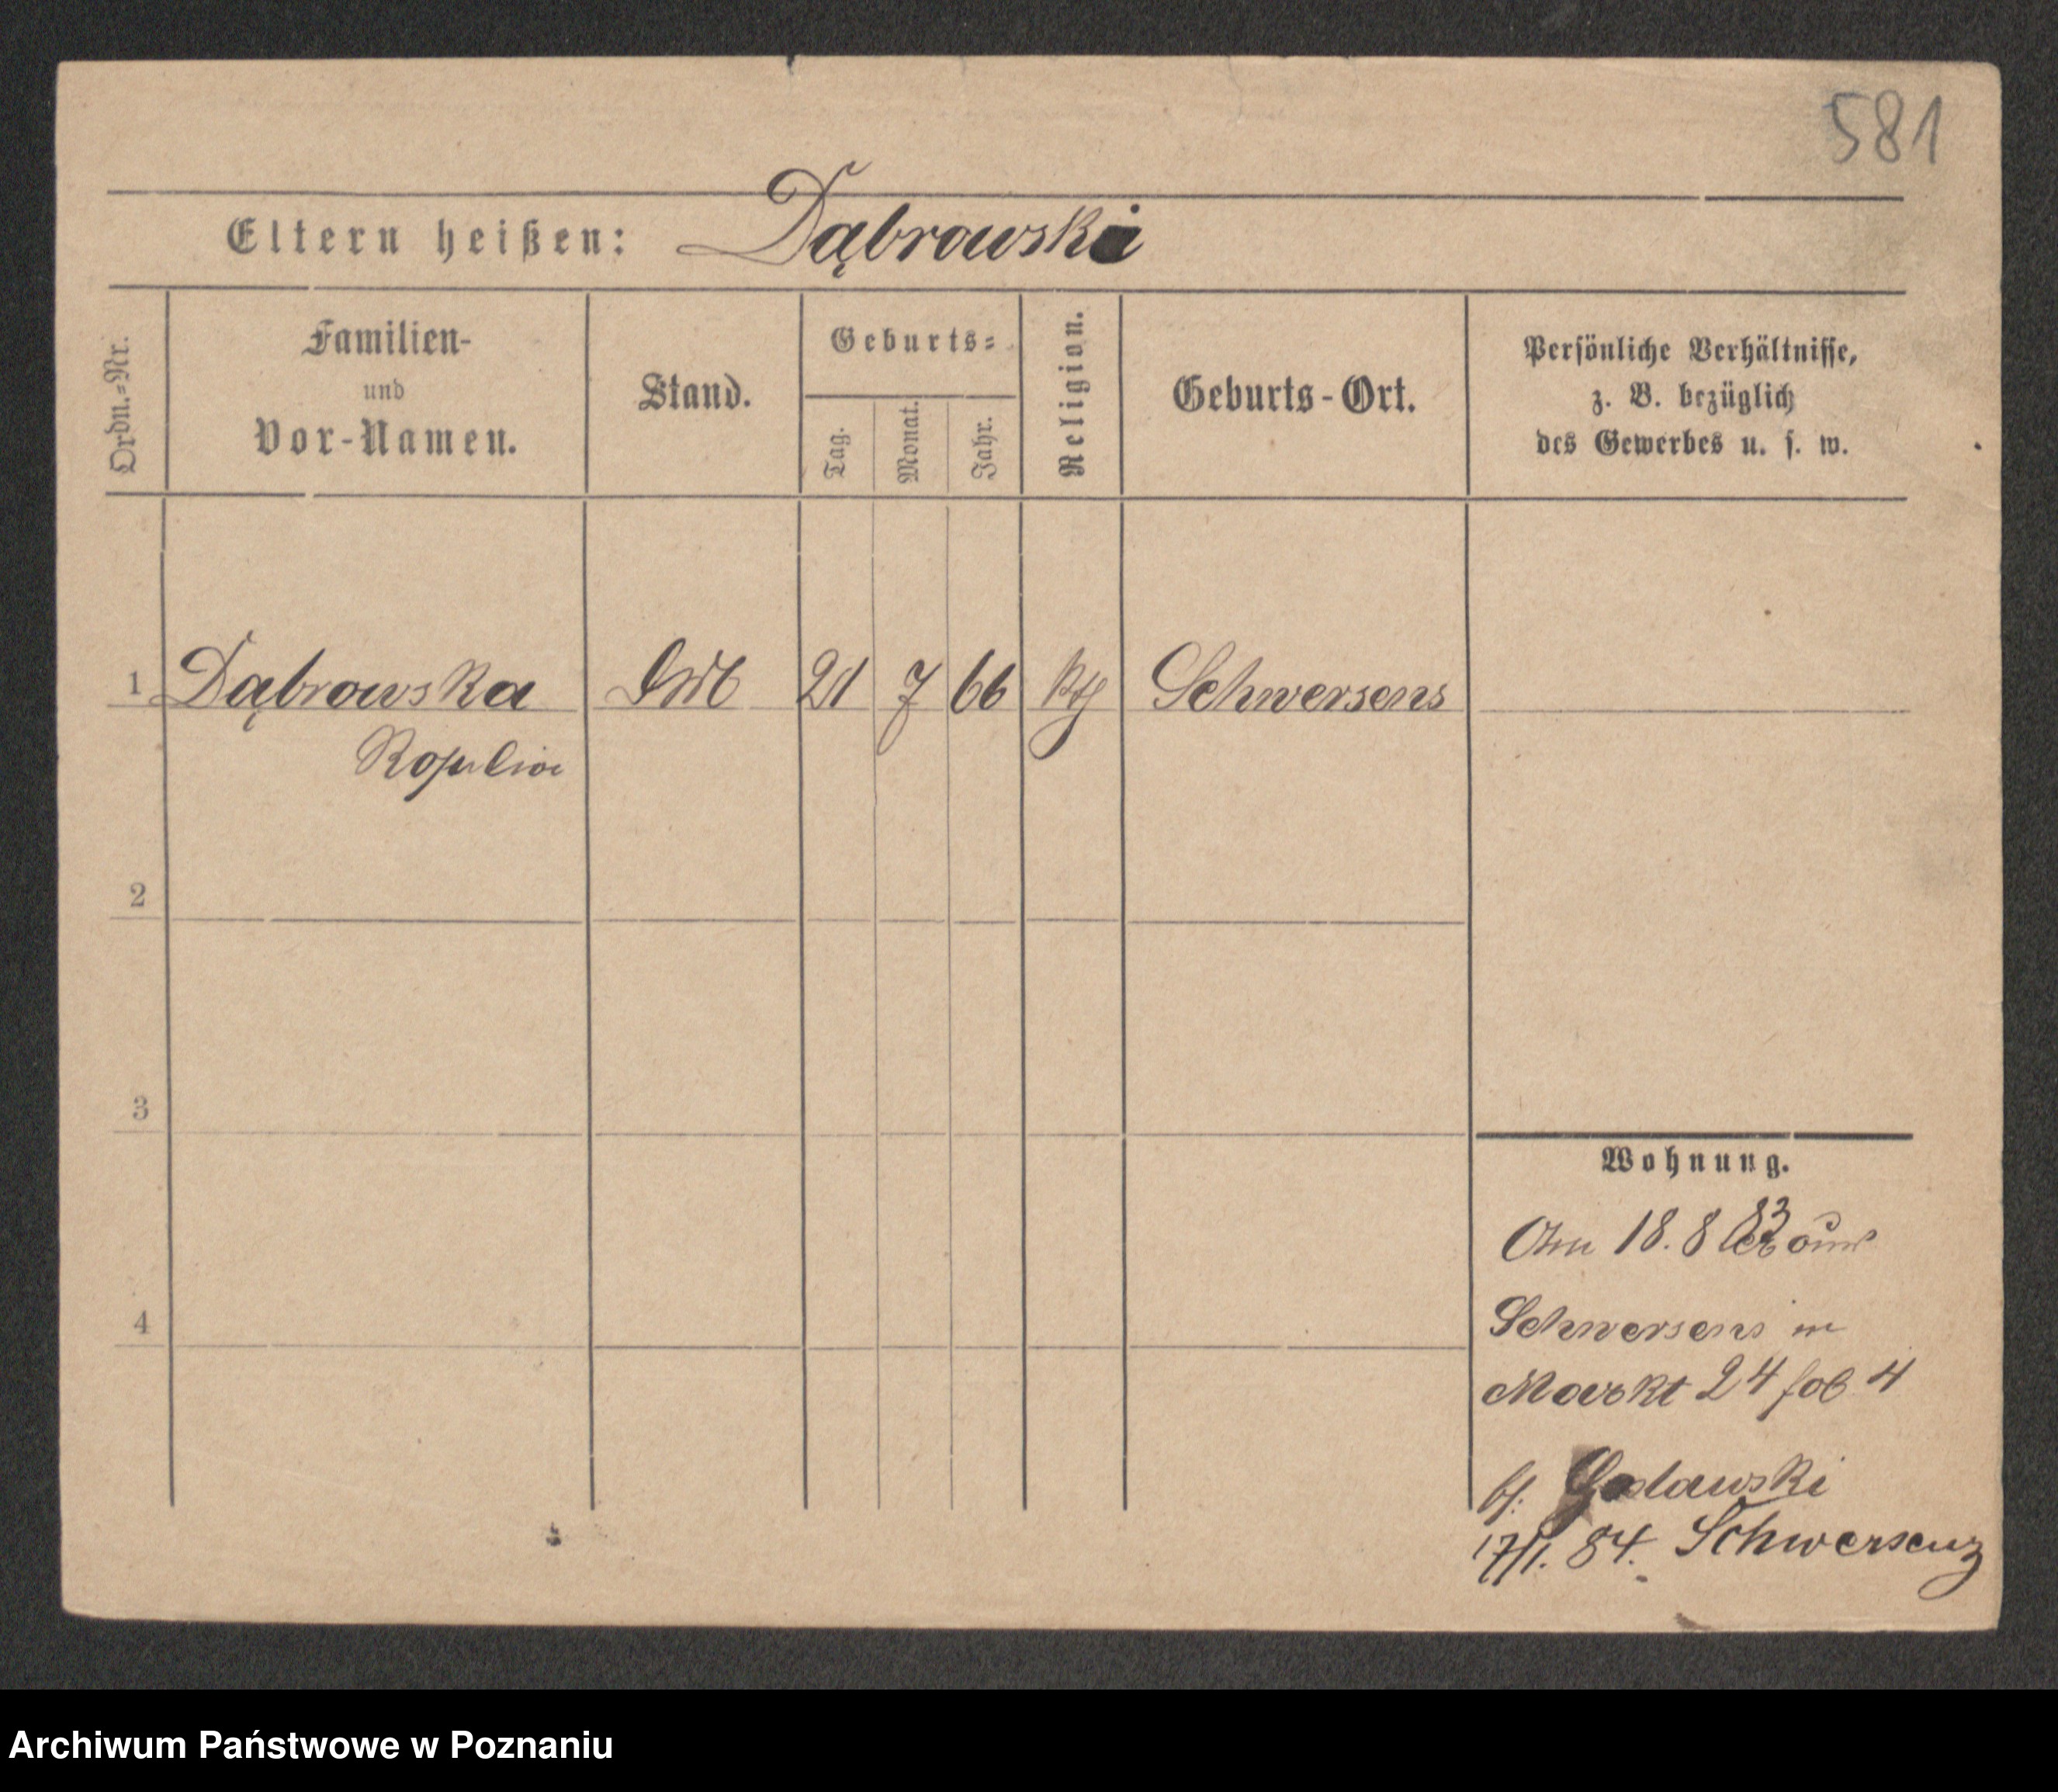 581
Eltern heißen: Dąbrowski
Ordn.=Nr.
Familien-
und
Vor-Namen.
Stand.
Geburts=
Tag.
Monat.
Jahr.
Religion.
Geburts-Ort.
Persönliche Verhältnisse,
z. B. bezüglich
des Gewerbes u. s. w.
1 Dąbrowska 21 7 66 Schwersens
2
3
4
Wohnung.
18. 8 83
Schwersens in
Markt 24 4
Schwersenz
17/1. 84.
Archiwum Państwowe w Poznaniu